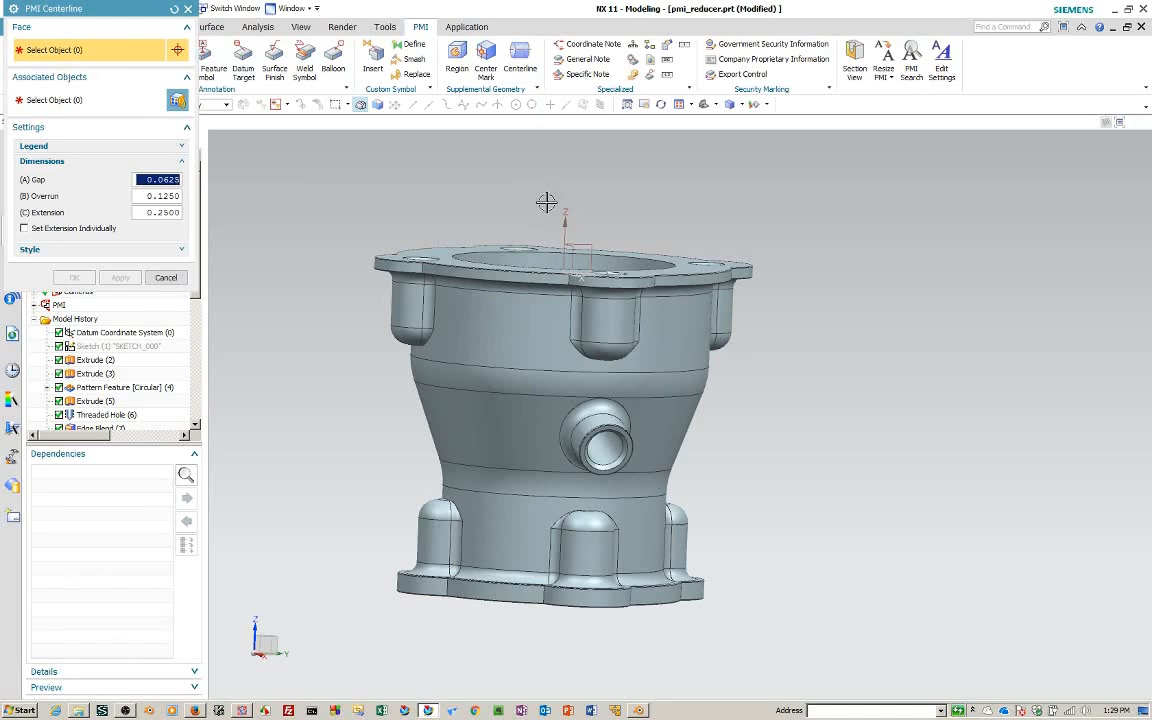 PMI Centerline
Switch Window
Window
NX 11 - Modeling - [pmi_reducer.prt (Modified) ]
SIEMENS
urface
Analysis
View
Render
Tools
PMI
Application
Find a Command
Face
* Select Object (0)
Associated Objects
* Select Object (0)
Settings
Legend
Dimensions
(A) Gap
0.0625
(B) Overrun
0.1250
(C) Extension
0.2500
Set Extension Individually
Style
OK
Apply
Cancel
Feature
mbol
Datum
Target
Surface
Finish
Weld
Symbol
Balloon
nnotation
Insert
Define
Smash
Replace
Custom Symbol
Region
Center
Mark
Centerline
Supplemental Geometry
Coordinate Note
General Note
Specific Note
Specialized
Government Security Information
Company Proprietary Information
Export Control
Security Marking
Section
View
Resize
PMI
PMI
Search
Edit
Settings
Cameras
PMI
Model History
Datum Coordinate System (0)
Sketch (1) "SKETCH_000"
Extrude (2)
Extrude (3)
Pattern Feature [Circular] (4)
Extrude (5)
Threaded Hole (6)
Edge Blend (7)
Dependencies
Details
Preview
Z
X
Z
X
Y
Start
Address
1:29 PM